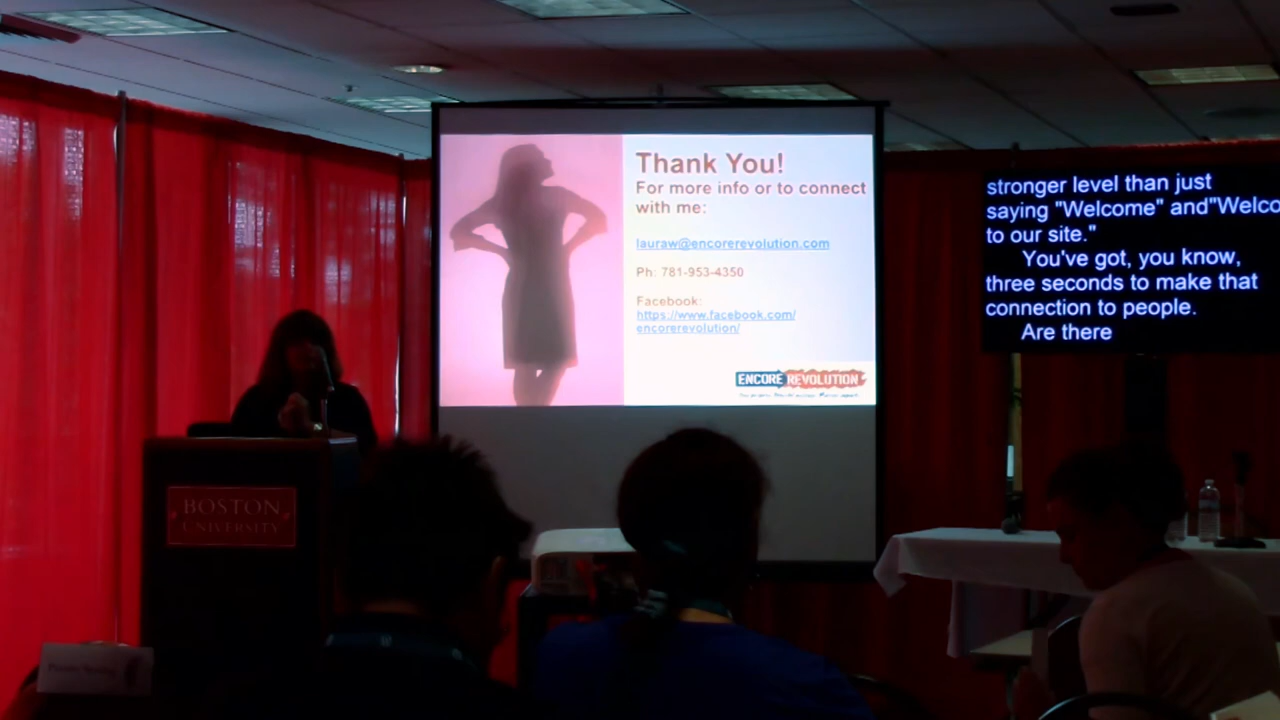 Thank You!
For more info or to connect
with me:
lauraw@encorerevolution.com
Ph: 781-953-4350
Facebook:
https://www.facebook.com/
encorerevolution/
ENCORE REVOLUTION
stronger level than just
saying "Welcome" and"Welco
to our site."
You've got, you know,
three seconds to make that
connection to people.
Are there
BOSTON
UNIVERSITY